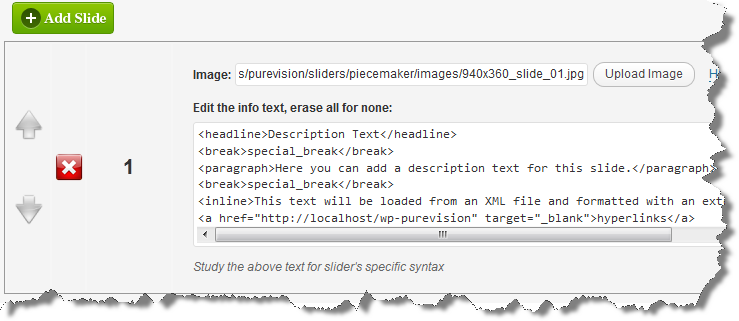 Add Slide
Image: s/purevision/sliders/piecemaker/images/940x360_slide_01.jpg Upload Image
Edit the info text, erase all for none:
<headline>Description Text</headline>
<break>special_break</break>
1
<paragraph>Here you can add a description text for this slide.</paragraph>
<break>special_break</break>
<inline>This text will be loaded from an XML file and formatted with an ext
<a href="http://localhost/wp-purevision" target="_blank">hyperlinks</a>
Study the above text for slider's specific syntax